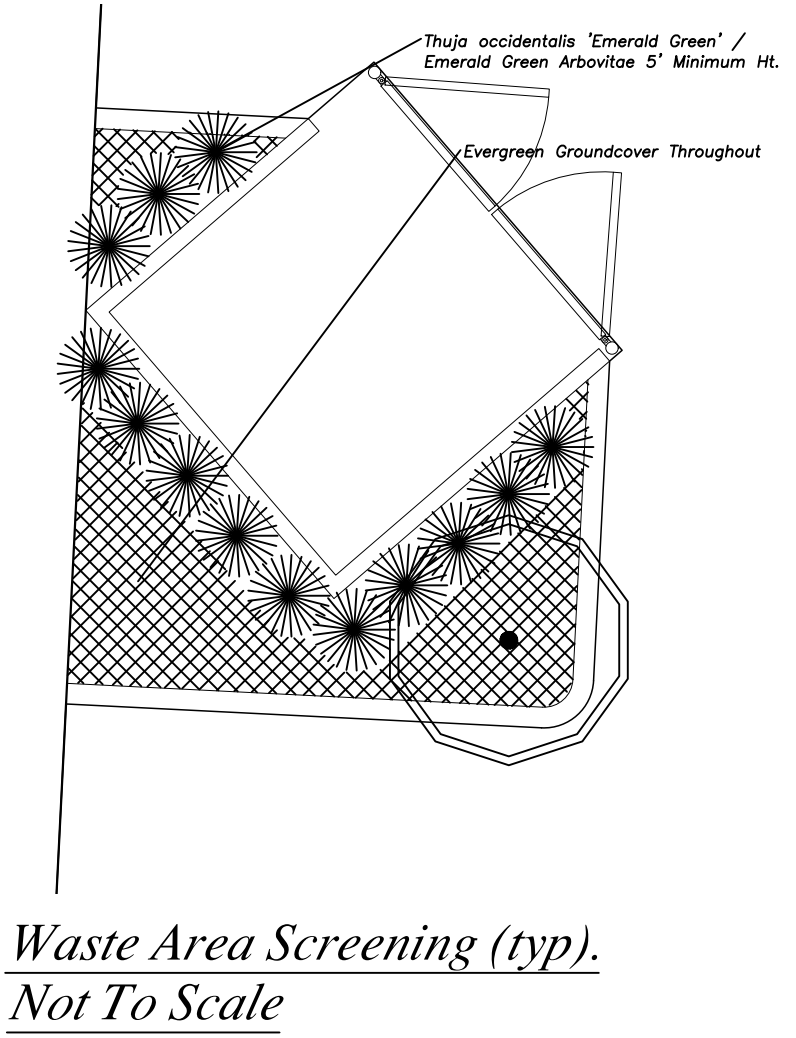 Thuja occidentalis 'Emerald Green' /
Emerald Green Arbovitae 5' Minimum Ht.
Evergreen Groundcover Throughout
Waste Area Screening (typ).
Not To Scale